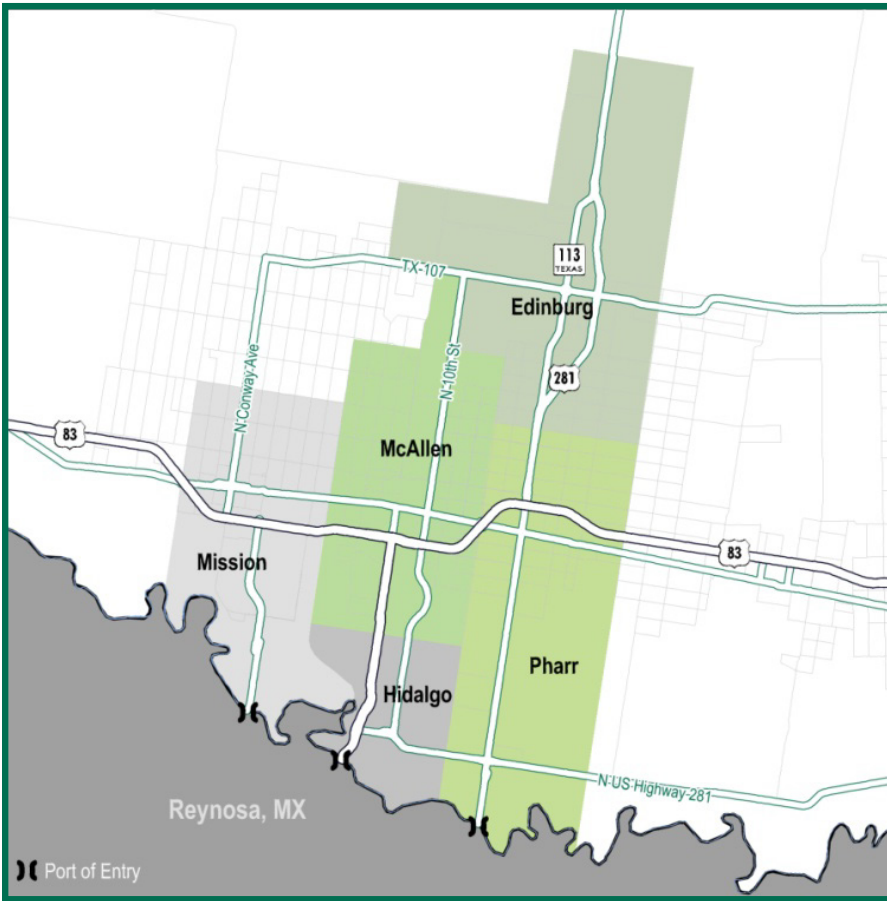 113
TEXAS
TX-107
Edinburg
N Conway Ave
N 10th St
281
83
McAllen
83
Mission
Pharr
Hidalgo
N US Highway 281
Reynosa, MX
Port of Entry